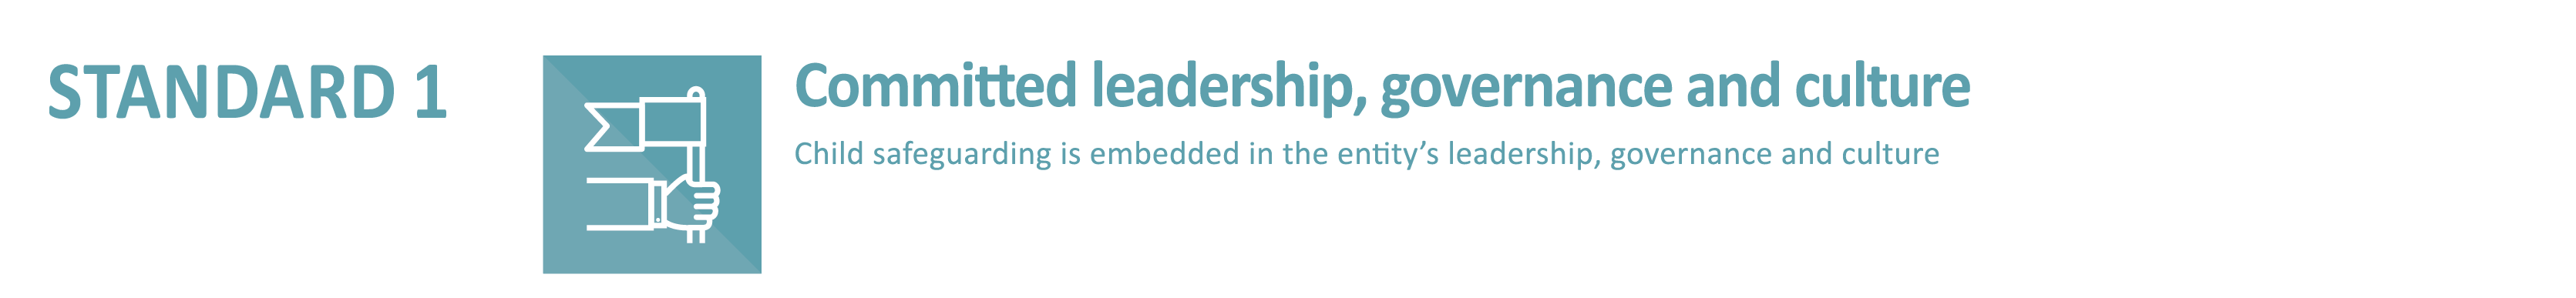 STANDARD 1
Committed leadership, governance and culture
Child safeguarding is embedded in the entity’s leadership, governance and culture